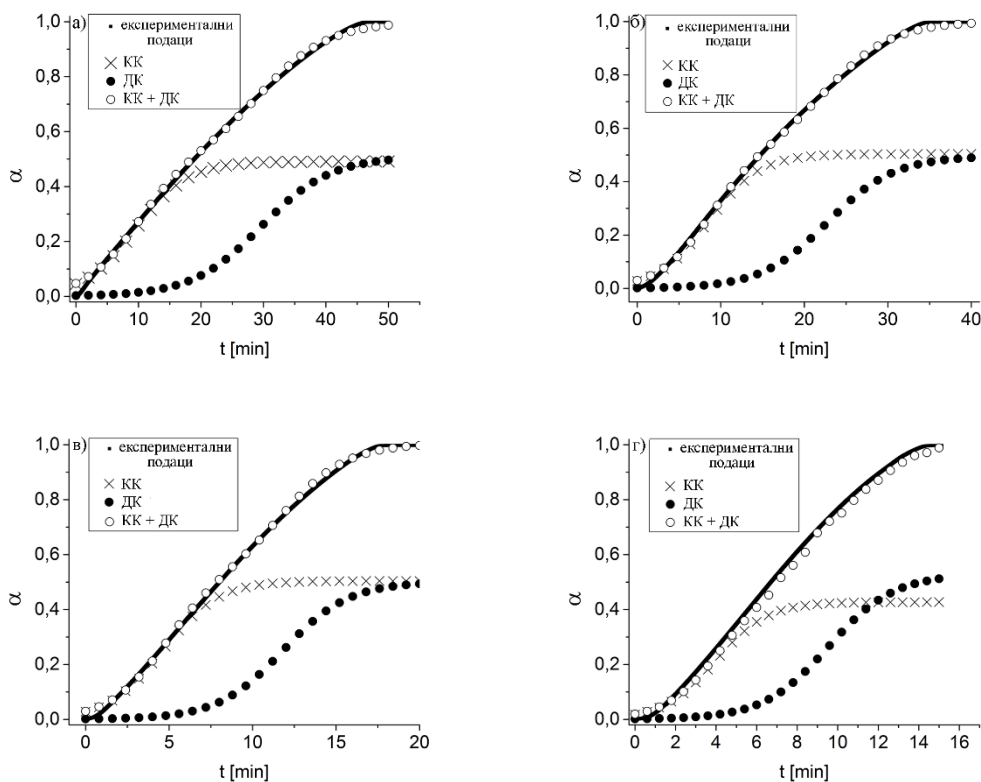 а)
експериментални
подаци
КК
ДК
КК + ДК
1,0
0,8
0,6
0,4
0,2
0,0
α
0 10 20 30 40 50
t [min]
б)
експериментални
подаци
КК
ДК
КК + ДК
1,0
0,8
0,6
0,4
0,2
0,0
α
0 10 20 30 40
t [min]
в)
експериментални
подаци
КК
ДК
КК + ДК
1,0
0,8
0,6
0,4
0,2
0,0
α
0 5 10 15 20
t [min]
г)
експериментални
подаци
КК
ДК
КК + ДК
1,0
0,8
0,6
0,4
0,2
0,0
α
0 2 4 6 8 10 12 14 16
t [min]